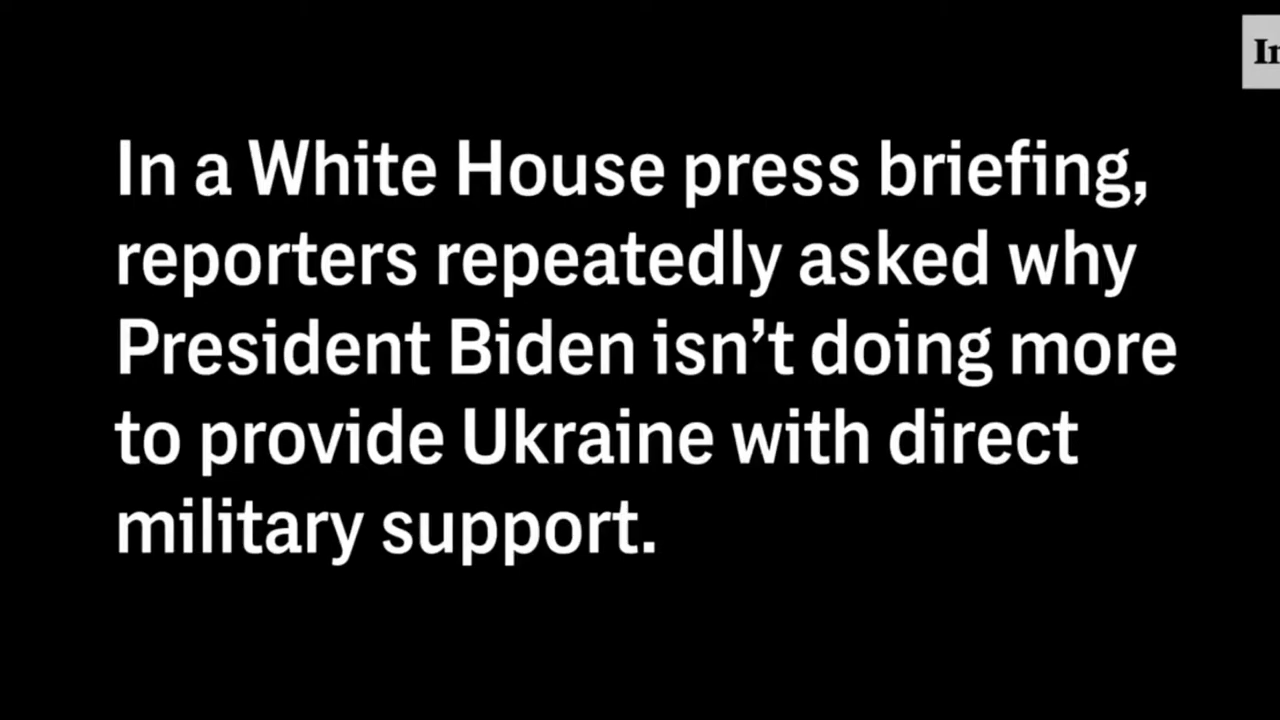 In
In a White House press briefing,
reporters repeatedly asked why
President Biden isn’t doing more
to provide Ukraine with direct
military support.